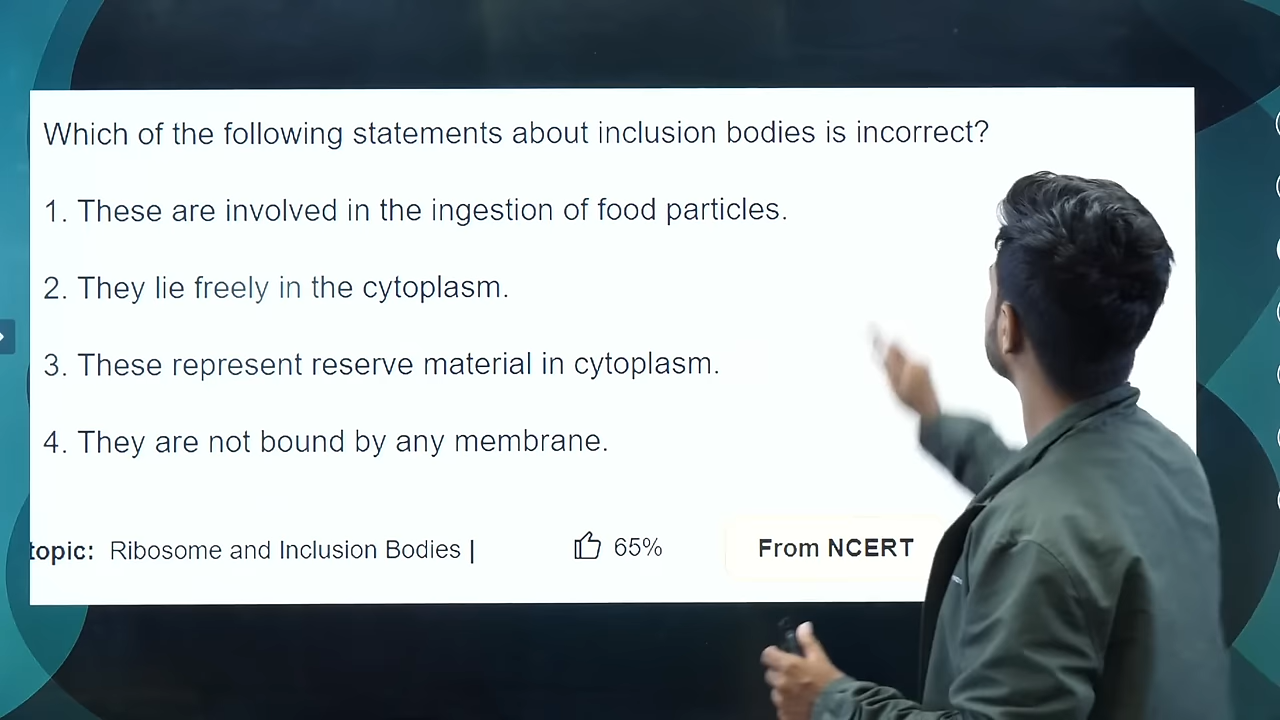 Which of the following statements about inclusion bodies is incorrect?
1. These are involved in the ingestion of food particles.
2. They lie freely in the cytoplasm.
3. These represent reserve material in cytoplasm.
4. They are not bound by any membrane.
topic: Ribosome and Inclusion Bodies | 65% From NCERT